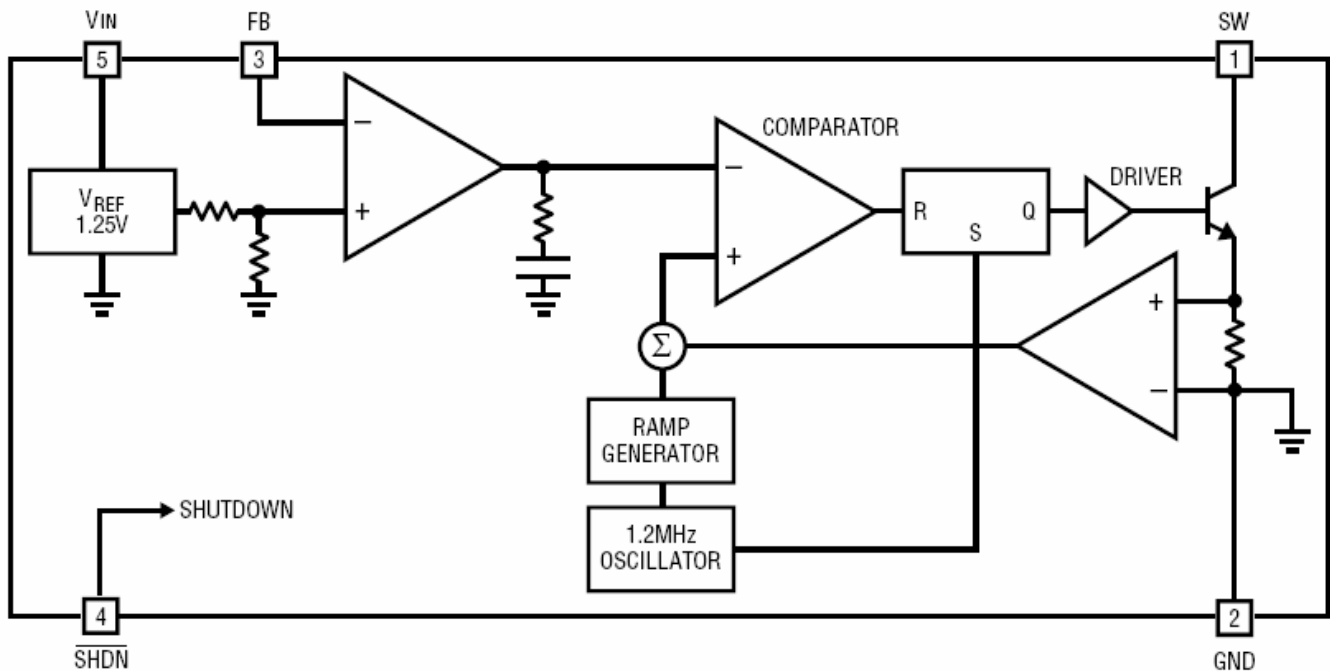 VIN
FB
SW
5
3
1
−
+
VREF
1.25V
COMPARATOR
−
+
R
Q
S
DRIVER
+
−
Σ
RAMP
GENERATOR
SHUTDOWN
1.2MHz
OSCILLATOR
4
2
SHDN
GND